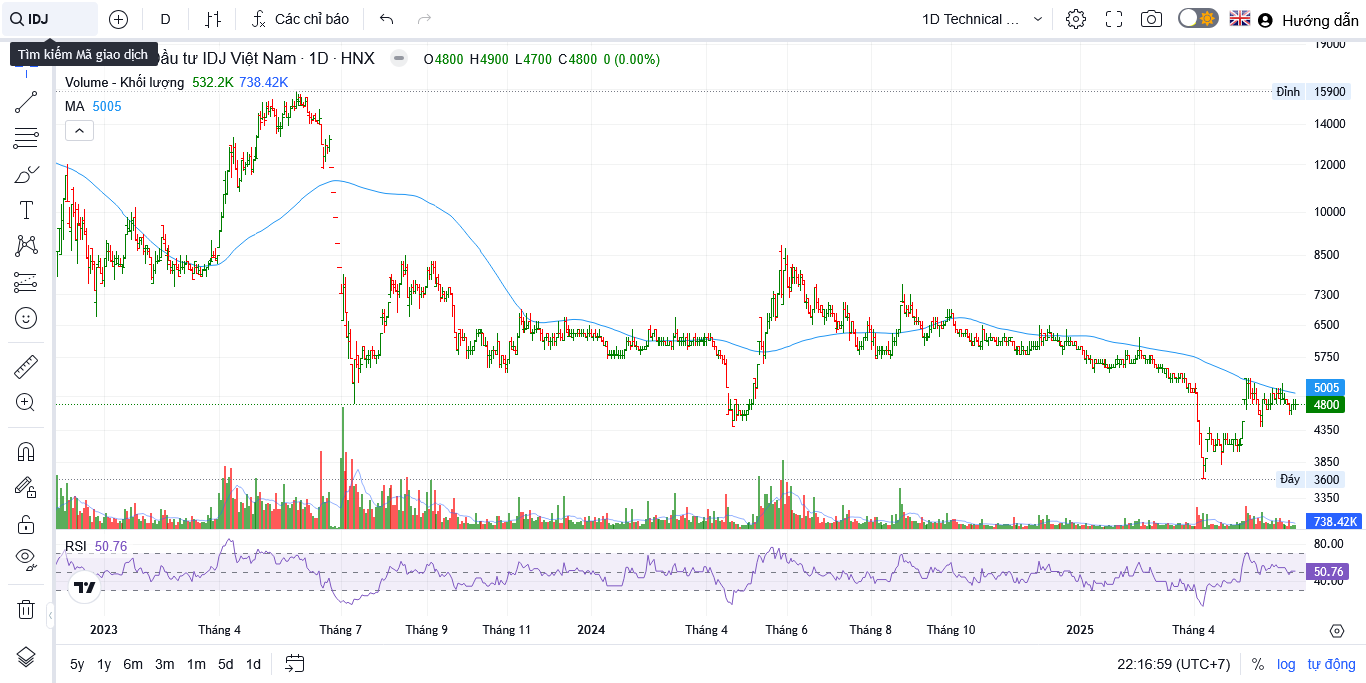 IDJ
D
Các chỉ báo
1D Technical ...
Hướng dẫn
Tìm kiếm Mã giao dịch
Đầu tư IDJ Việt Nam · 1D · HNX
O4800 H4900 L4700 C4800 0 (0.00%)
Volume - Khối lượng 532.2K 738.42K
MA 5005
19000
Đỉnh 15900
14000
12000
10000
8500
7300
6500
5750
5005
4800
4350
3850
Đáy 3600
3350
738.42K
RSI 50.76
80.00
50.76
40.00
2023 Tháng 4 Tháng 7 Tháng 9 Tháng 11 2024 Tháng 4 Tháng 6 Tháng 8 Tháng 10 2025 Tháng 4
5y 1y 6m 3m 1m 5d 1d
22:16:59 (UTC+7) % log tự động